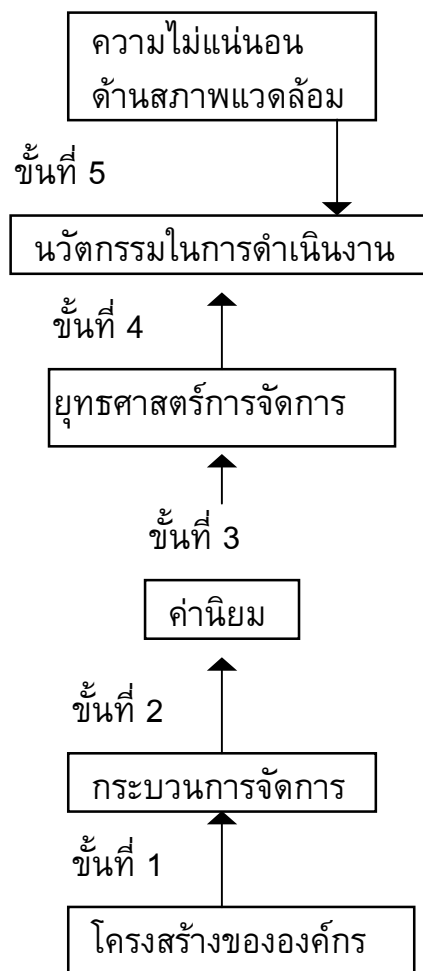 ความไม่แน่นอน
ด้านสภาพแวดล้อม
ขั้นที่ 5
นวัตกรรมในการดำเนินงาน
ขั้นที่ 4
ยุทธศาสตร์การจัดการ
ขั้นที่ 3
ค่านิยม
ขั้นที่ 2
กระบวนการจัดการ
ขั้นที่ 1
โครงสร้างขององค์กร